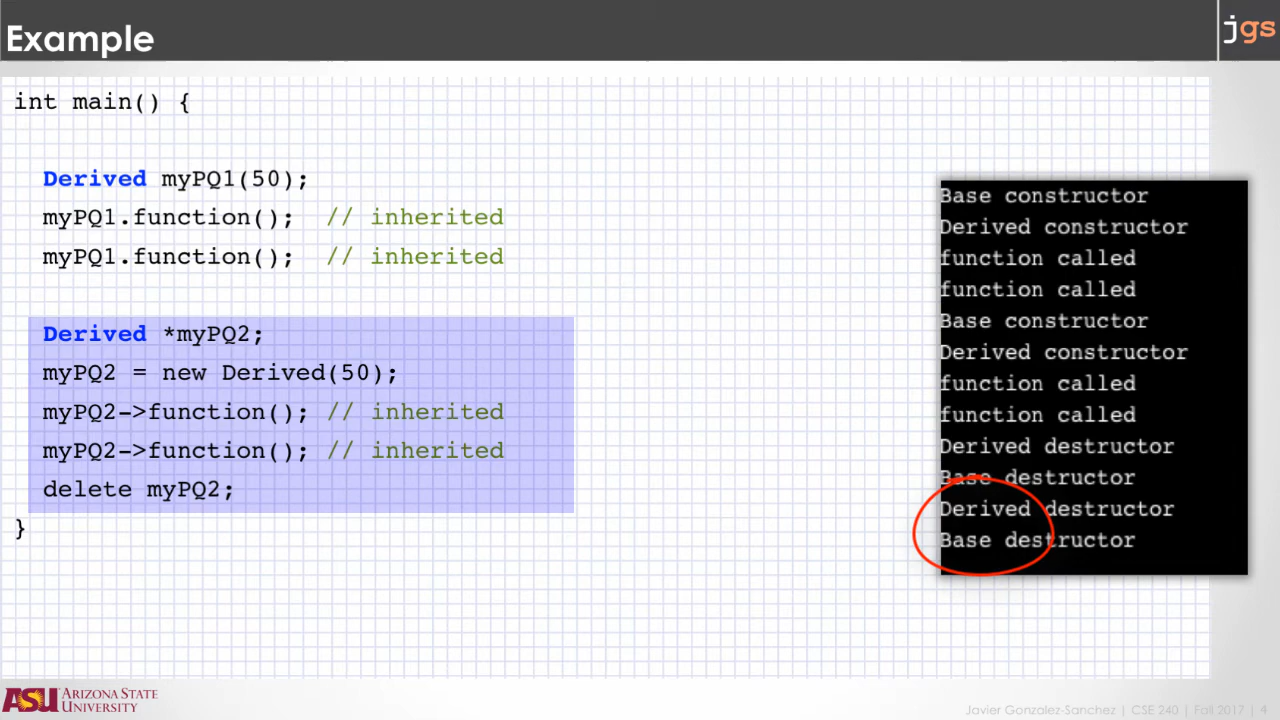 Example
jgs
int main() {
Derived myPQ1(50);
myPQ1.function();  // inherited
myPQ1.function();  // inherited
Derived *myPQ2;
myPQ2 = new Derived(50);
myPQ2->function(); // inherited
myPQ2->function(); // inherited
delete myPQ2;
}
Base constructor
Derived constructor
function called
function called
Base constructor
Derived constructor
function called
function called
Derived destructor
Base destructor
Derived destructor
Base destructor
ASU ARIZONA STATE
UNIVERSITY
Javier Gonzalez-Sanchez | CSE 240 | Fall 2017 | 4